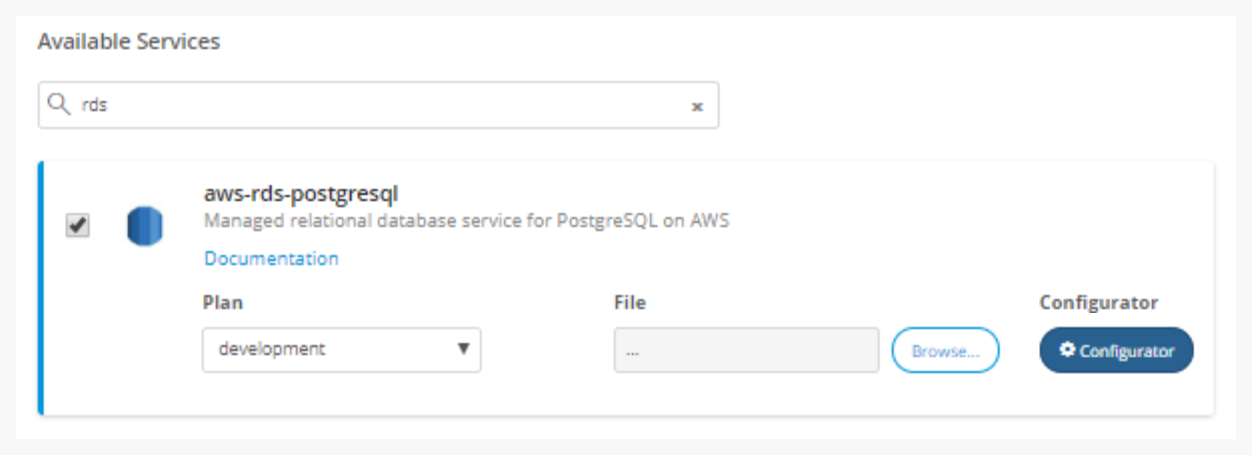 Available Services
rds
aws-rds-postgresql
Managed relational database service for PostgreSQL on AWS
Documentation
Plan File Configurator
development ... Browse... Configurator